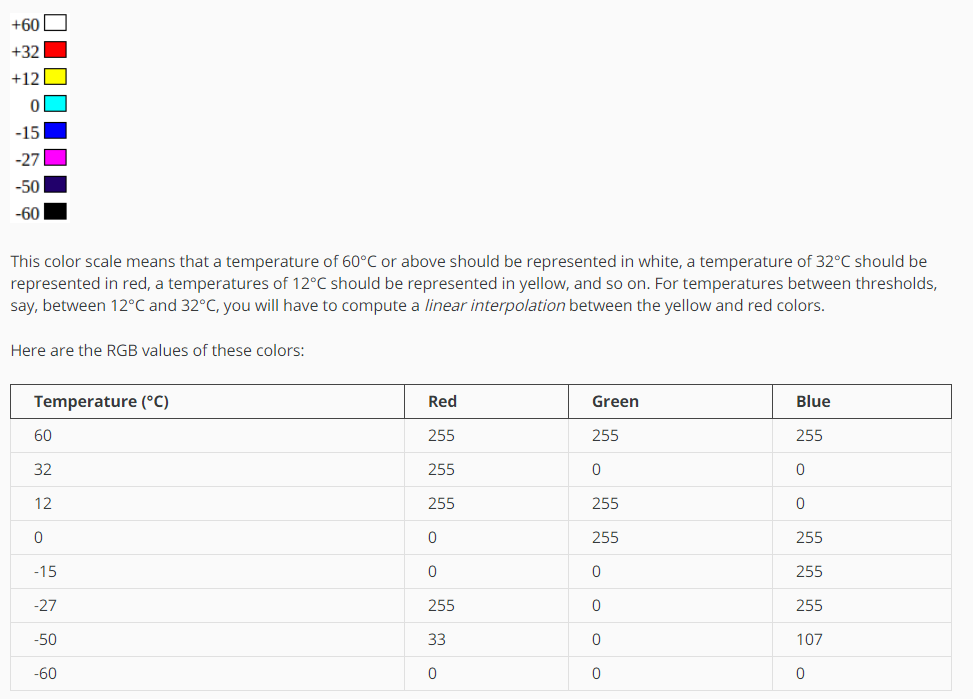 +60
+32
+12
0
-15
-27
-50
-60
This color scale means that a temperature of 60°C or above should be represented in white, a temperature of 32°C should be
represented in red, a temperatures of 12°C should be represented in yellow, and so on. For temperatures between thresholds,
say, between 12°C and 32°C, you will have to compute a linear interpolation between the yellow and red colors.
Here are the RGB values of these colors:
Temperature (°C) Red Green Blue
60 255 255 255
32 255 0 0
12 255 255 0
0 0 255 255
-15 0 0 255
-27 255 0 255
-50 33 0 107
-60 0 0 0